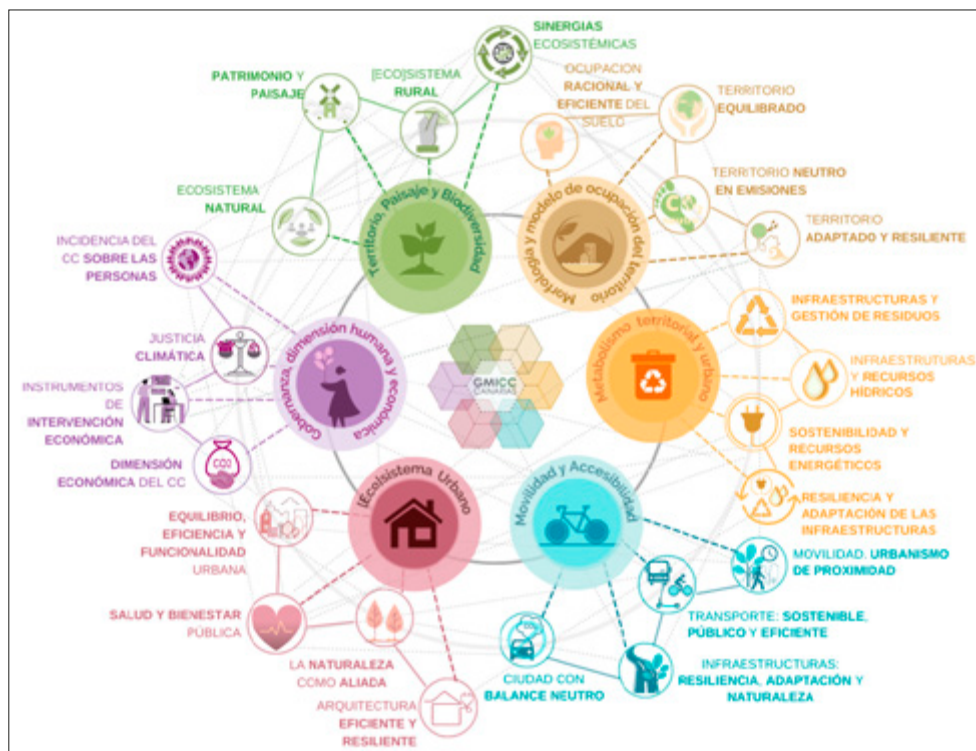 SINERGIAS
ECOSISTÉMICAS
[ECO]SISTEMA
RURAL
PATRIMONIO Y
PAISAJE
ECOSISTEMA
NATURAL
Territorio, Paisaje y Biodiversidad
OCUPACION
RACIONAL Y
EFICIENTE DEL
SUELO
TERRITORIO
EQUILIBRADO
TERRITORIO NEUTRO
EN EMISIONES
TERRITORIO
ADAPTADO Y RESILIENTE
Morfología y modelo de ocupación del territorio
INCIDENCIA DEL
CC SOBRE LAS
PERSONAS
JUSTICIA
CLIMÁTICA
INSTRUMENTOS
DE
INTERVENCIÓN
ECONÓMICA
DIMENSIÓN
ECONÓMICA DEL CC
CO2
Gobernanza, dimensión humana y económica
GMICC
CANARIAS
Metabolismo territorial y urbano
INFRAESTRUCTURAS Y
GESTIÓN DE RESIDUOS
INFRAESTRUTURAS
Y RECURSOS
HÍDRICOS
SOSTENIBILIDAD Y
RECURSOS
ENERGÉTICOS
RESILIENCIA Y
ADAPTACIÓN DE LAS
INFRAESTRUCTURAS
[Eco]sistema Urbano
EQUILIBRIO,
EFICIENCIA Y
FUNCIONALIDAD
URBANA
SALUD Y BIENESTAR
PÚBLICA
LA NATURALEZA
COMO ALIADA
ARQUITECTURA
EFICIENTE Y
RESILIENTE
Movilidad y Accesibilidad
MOVILIDAD. URBANISMO
DE PROXIMIDAD
TRANSPORTE: SOSTENIBLE,
PÚBLICO Y EFICIENTE
INFRAESTRUCTURAS:
RESILIENCIA, ADAPTACIÓN Y
NATURALEZA
CIUDAD CON
BALANCE NEUTRO